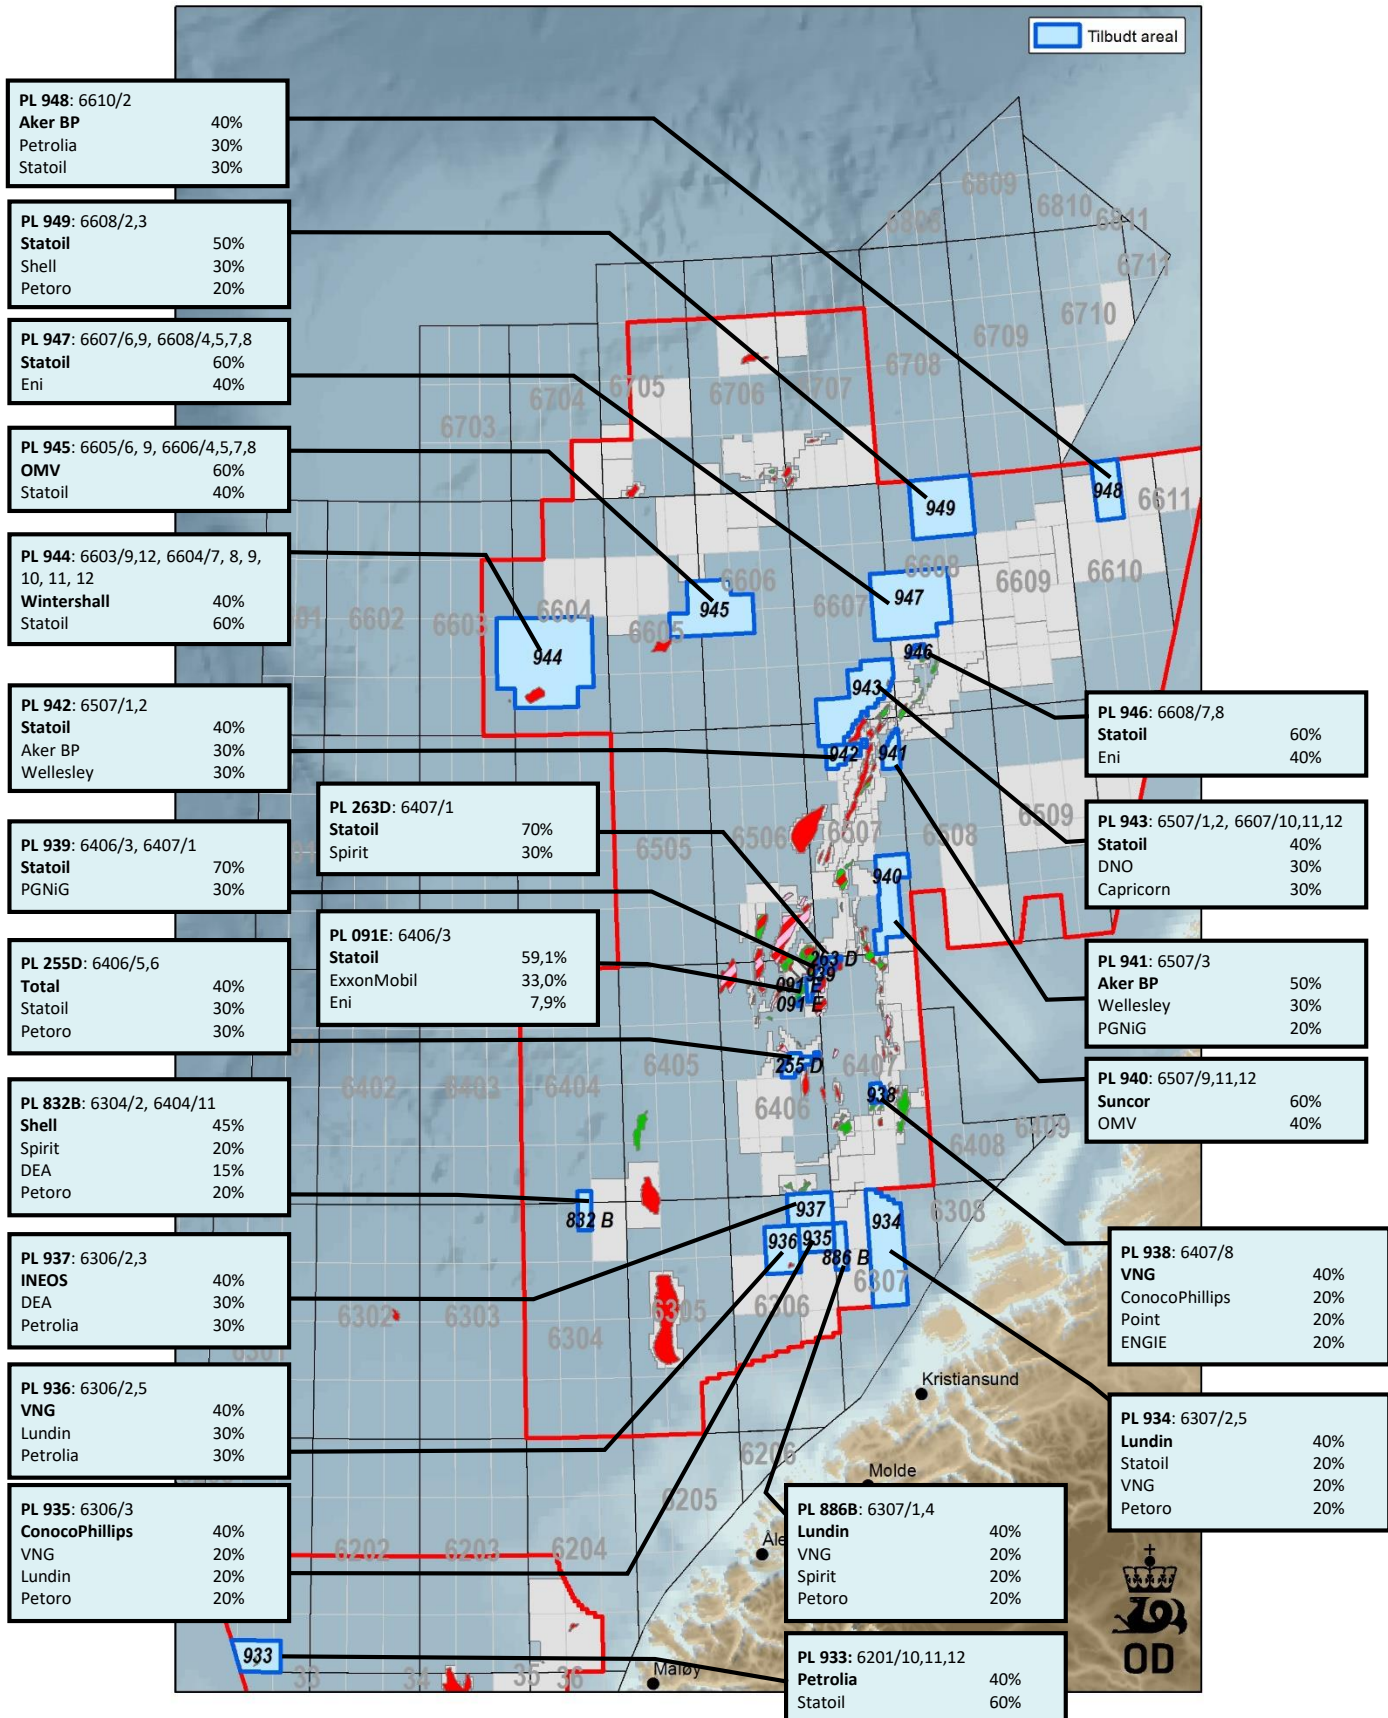 Tilbudt areal
PL 948: 6610/2
Aker BP 40%
Petrolia 30%
Statoil 30%
PL 949: 6608/2,3
Statoil 50%
Shell 30%
Petoro 20%
PL 947: 6607/6,9, 6608/4,5,7,8
Statoil 60%
Eni 40%
PL 945: 6605/6, 9, 6606/4,5,7,8
OMV 60%
Statoil 40%
PL 944: 6603/9,12, 6604/7, 8, 9,
10, 11, 12
Wintershall 40%
Statoil 60%
PL 942: 6507/1,2
Statoil 40%
Aker BP 30%
Wellesley 30%
PL 939: 6406/3, 6407/1
Statoil 70%
PGNiG 30%
PL 255D: 6406/5,6
Total 40%
Statoil 30%
Petoro 30%
PL 832B: 6304/2, 6404/11
Shell 45%
Spirit 20%
DEA 15%
Petoro 20%
PL 937: 6306/2,3
INEOS 40%
DEA 30%
Petrolia 30%
PL 936: 6306/2,5
VNG 40%
Lundin 30%
Petrolia 30%
PL 935: 6306/3
ConocoPhillips 40%
VNG 20%
Lundin 20%
Petoro 20%
PL 263D: 6407/1
Statoil 70%
Spirit 30%
PL 091E: 6406/3
Statoil 59,1%
ExxonMobil 33,0%
Eni 7,9%
PL 946: 6608/7,8
Statoil 60%
Eni 40%
PL 943: 6507/1,2, 6607/10,11,12
Statoil 40%
DNO 30%
Capricorn 30%
PL 941: 6507/3
Aker BP 50%
Wellesley 30%
PGNiG 20%
PL 940: 6507/9,11,12
Suncor 60%
OMV 40%
PL 938: 6407/8
VNG 40%
ConocoPhillips 20%
Point 20%
ENGIE 20%
PL 934: 6307/2,5
Lundin 40%
Statoil 20%
VNG 20%
Petoro 20%
PL 886B: 6307/1,4
Lundin 40%
VNG 20%
Spirit 20%
Petoro 20%
PL 933: 6201/10,11,12
Petrolia 40%
Statoil 60%
6809
6810
6811
6711
6710
6709
6708
6707
6706
6705
6704
6703
6611
6610
6609
6608
6607
6606
6605
6604
6603
6602
6509
6508
6507
6506
6505
6409
6408
6407
6406
6405
6404
6403
6402
6308
6307
6306
6305
6304
6303
6302
6206
6205
6204
6203
6202
33
34
35
36
948
949
947
946
945
944
943
942
941
940
263 D
939
091 E
091 E
255 D
938
832 B
937
936
935
934
886 B
933
Kristiansund
Molde
Måløy
OD